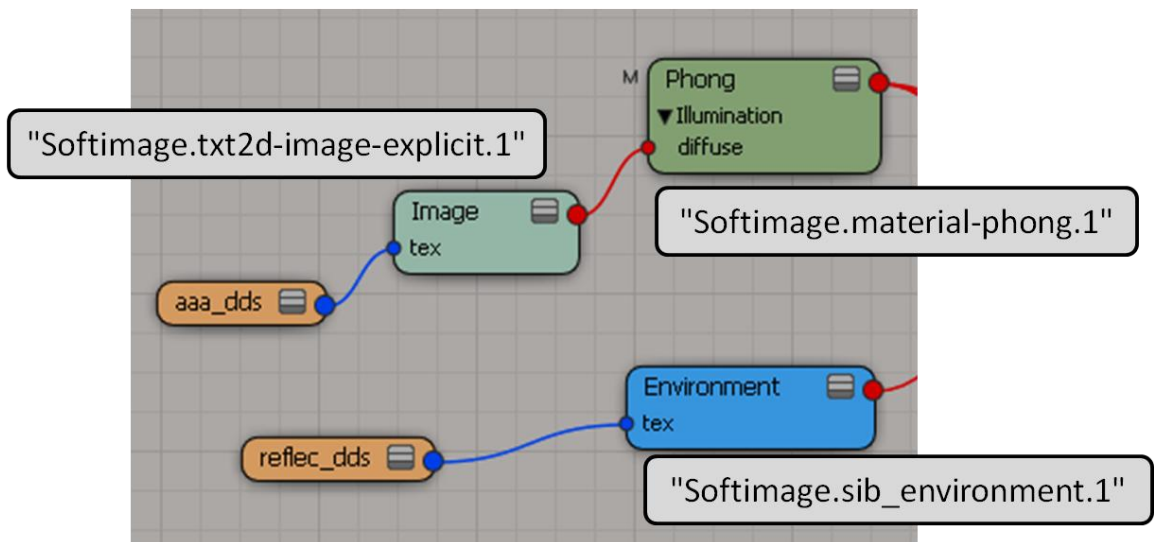 M
Phong
▼Illumination
diffuse
"Softimage.txt2d-image-explicit.1"
Image
tex
"Softimage.material-phong.1"
aaa_dds
Environment
tex
reflec_dds
"Softimage.sib_environment.1"